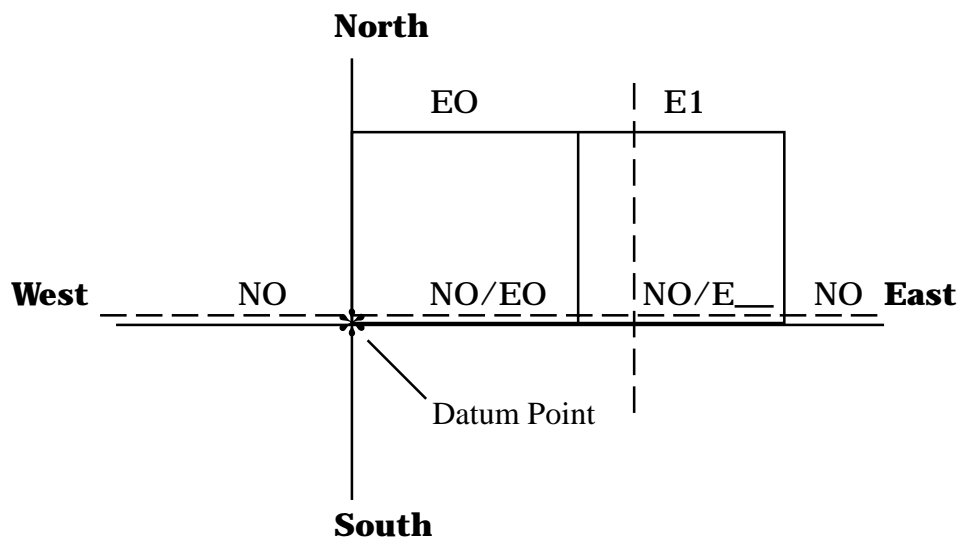 North
EO E1
West NO NO/EO NO/E__ NO East
Datum Point
South